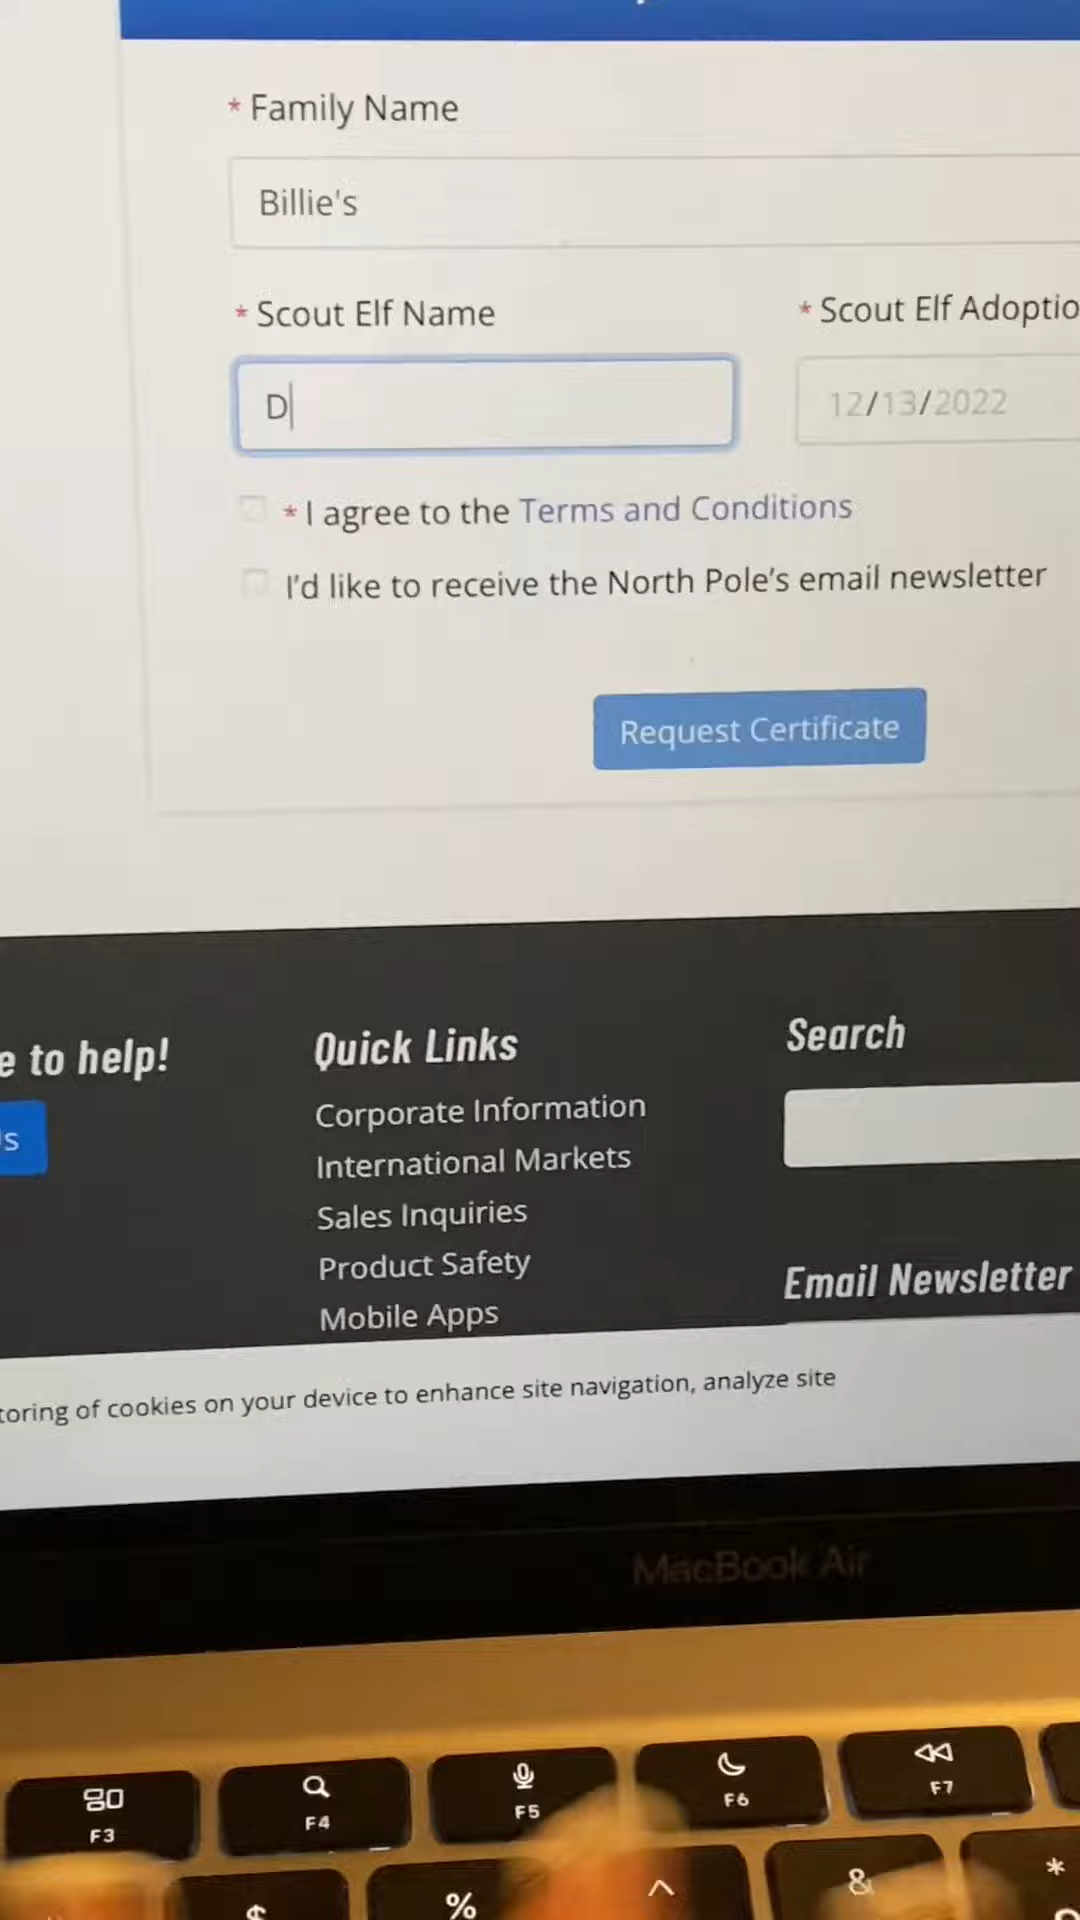 * Family Name
Billie's
* Scout Elf Name
* Scout Elf Adoptio
D
12/13/2022
* I agree to the Terms and Conditions
I'd like to receive the North Pole's email newsletter
Request Certificate
e to help!
Quick Links
Search
Corporate Information
International Markets
Sales Inquiries
Product Safety
Mobile Apps
Email Newsletter
toring of cookies on your device to enhance site navigation, analyze site
MacBook Air
F3
F4
F5
F6
F7
%
^
&
*